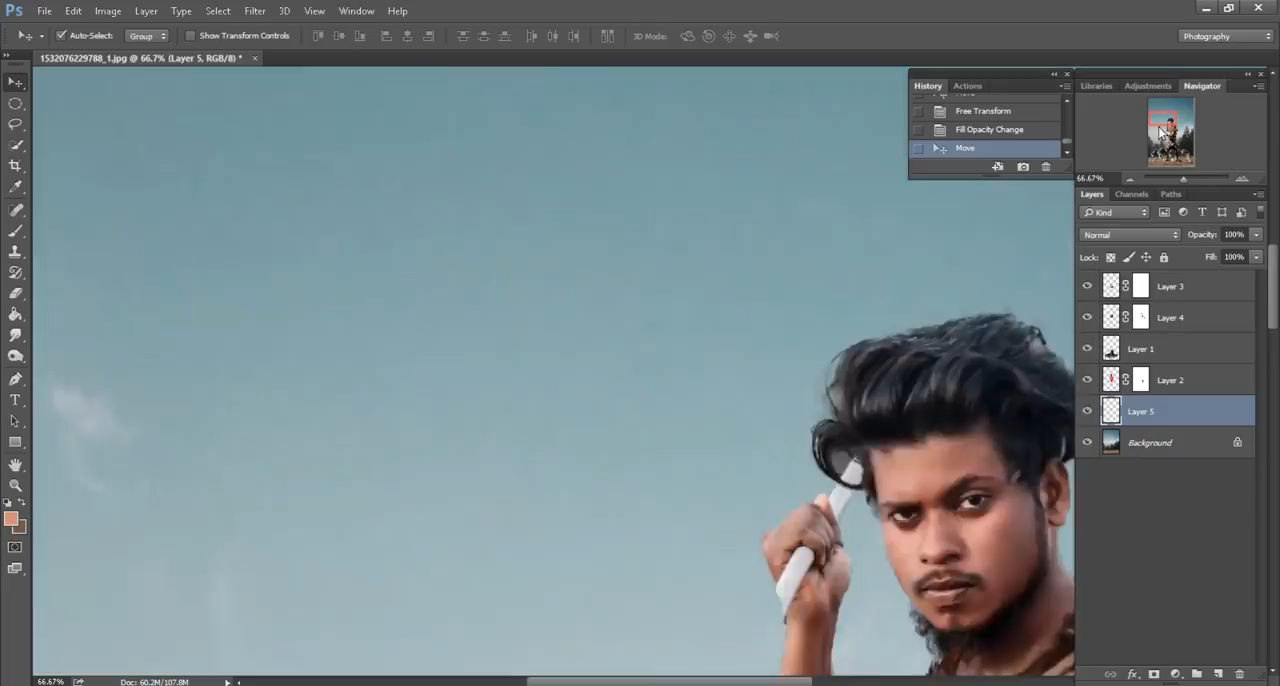 Ps File Edit Image Layer Type Select Filter 3D View Window Help
Auto-Select: Group Show Transform Controls 3D Mode: Photography
1532076229788_1.jpg @ 66.7% (Layer 5, RGB/8) *
History Actions
Free Transform
Fill Opacity Change
Move
Libraries Adjustments Navigator
66.67%
Layers Channels Paths
Kind
Normal Opacity: 100%
Lock: Fill: 100%
Layer 3
Layer 4
Layer 1
Layer 2
Layer 5
Background
66.67% Doc: 60.2M/107.8M